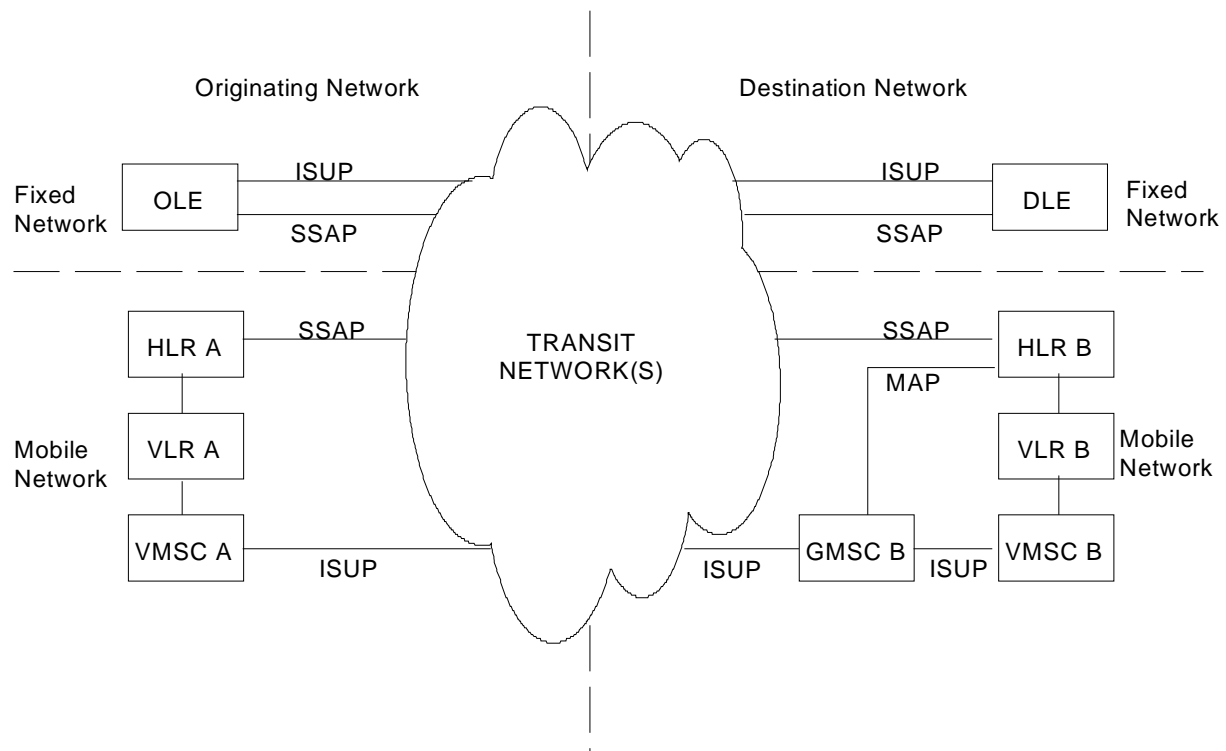 Originating Network
Destination Network
ISUP
ISUP
Fixed
Network
OLE
DLE
Fixed
Network
SSAP
SSAP
HLR A
SSAP
TRANSIT
NETWORK(S)
SSAP
HLR B
MAP
Mobile
Network
VLR A
VLR B
Mobile
Network
VMSC A
ISUP
ISUP
GMSC B
ISUP
VMSC B